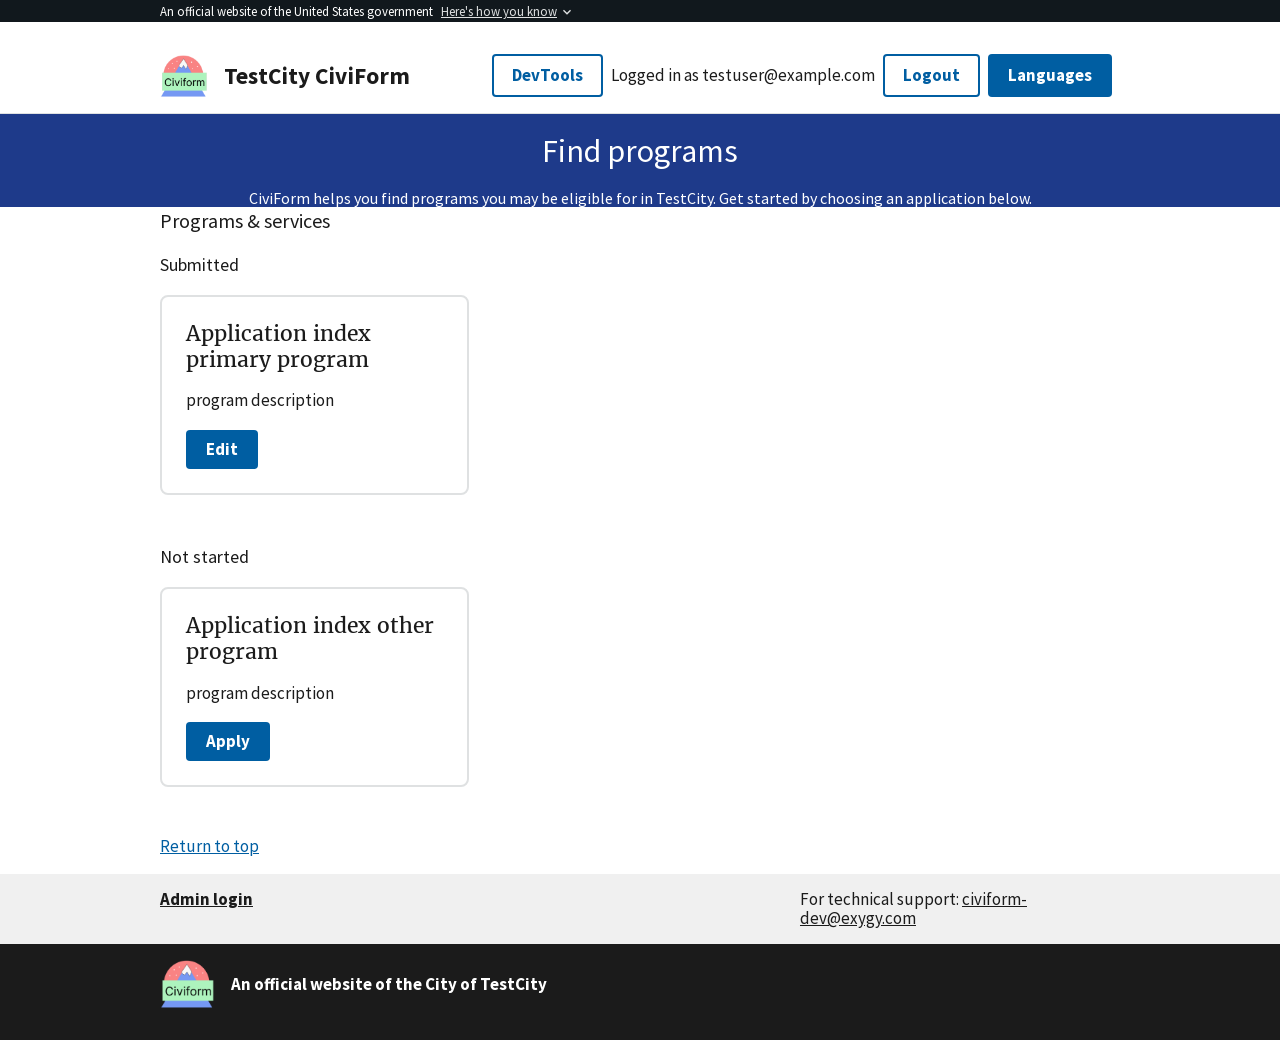 An official website of the United States government Here's how you know
Civiform
TestCity CiviForm
DevTools
Logged in as testuser@example.com
Logout
Languages
Find programs
CiviForm helps you find programs you may be eligible for in TestCity. Get started by choosing an application below.
Programs & services
Submitted
Application index
primary program
program description
Edit
Not started
Application index other
program
program description
Apply
Return to top
Admin login
For technical support: civiform-
dev@exygy.com
Civiform
An official website of the City of TestCity